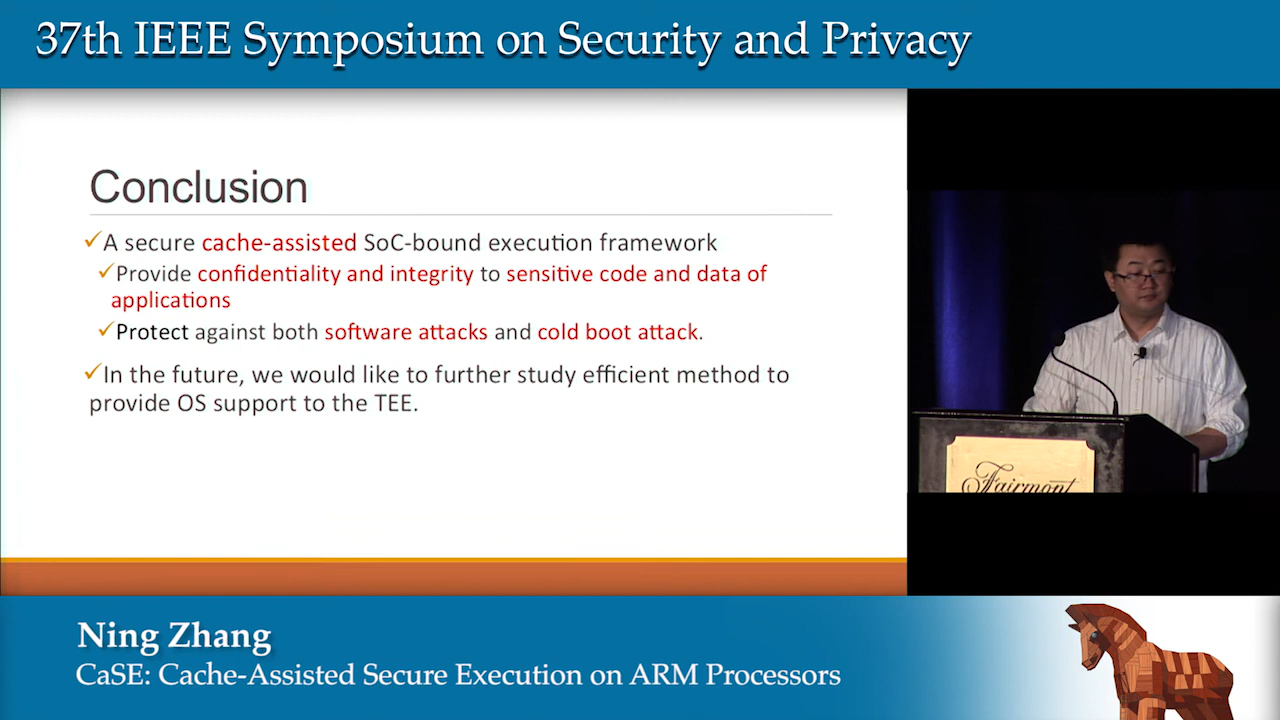 37th IEEE Symposium on Security and Privacy
Conclusion
✓A secure cache-assisted SoC-bound execution framework
✓Provide confidentiality and integrity to sensitive code and data of
applications
✓Protect against both software attacks and cold boot attack.
✓In the future, we would like to further study efficient method to
provide OS support to the TEE.
Fairmont
Ning Zhang
CaSE: Cache-Assisted Secure Execution on ARM Processors